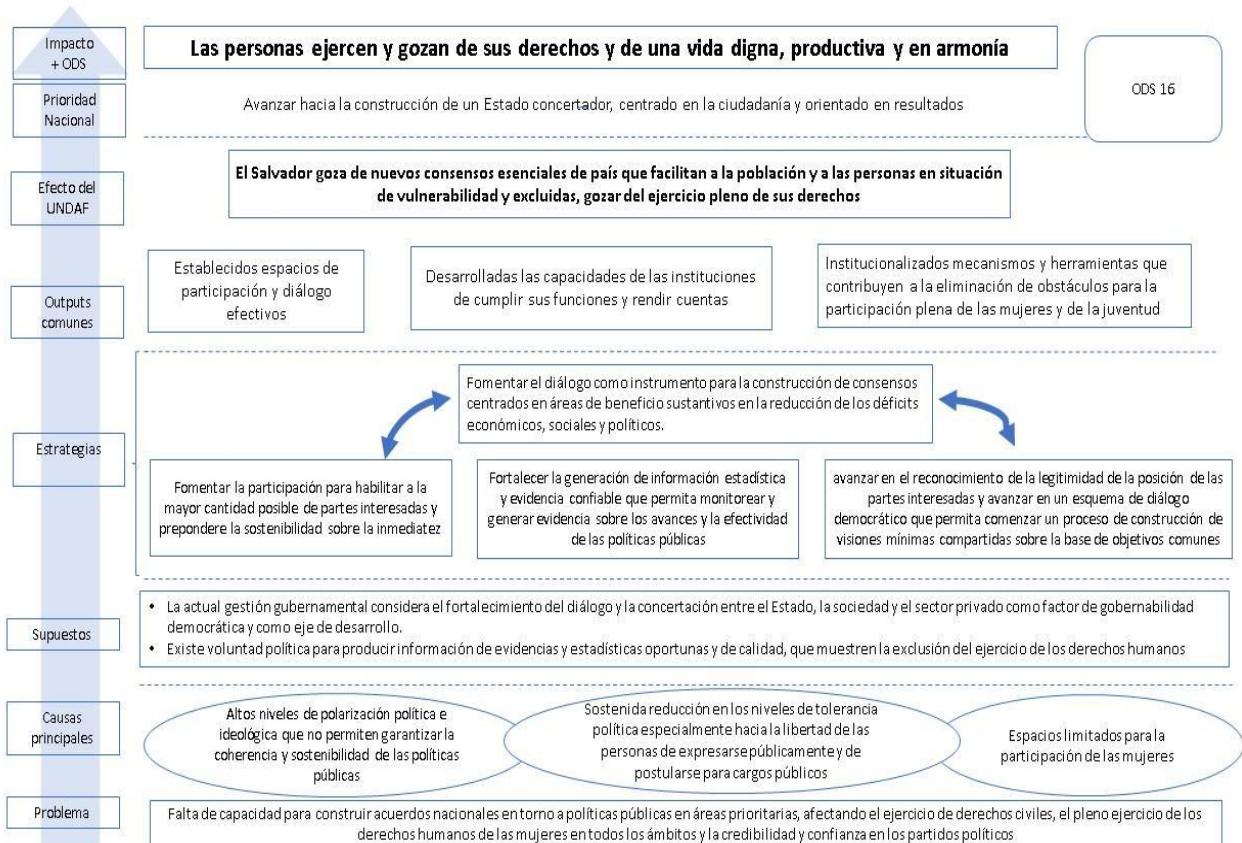 Impacto
+ ODS
Las personas ejercen y gozan de sus derechos y de una vida digna, productiva y en armonía
ODS 16
Prioridad
Nacional
Avanzar hacia la construcción de un Estado concertador, centrado en la ciudadanía y orientado en resultados
Efecto del
UNDAF
El Salvador goza de nuevos consensos esenciales de país que facilitan a la población y a las personas en situación
de vulnerabilidad y excluidas, gozar del ejercicio pleno de sus derechos
Outputs
comunes
Establecidos espacios de
participación y diálogo
efectivos
Desarrolladas las capacidades de las instituciones
de cumplir sus funciones y rendir cuentas
Institucionalizados mecanismos y herramientas que
contribuyen a la eliminación de obstáculos para la
participación plena de las mujeres y de la juventud
Estrategias
Fomentar el diálogo como instrumento para la construcción de consensos
centrados en áreas de beneficio sustantivos en la reducción de los déficits
económicos, sociales y políticos.
Fomentar la participación para habilitar a la
mayor cantidad posible de partes interesadas y
prepondere la sostenibilidad sobre la inmediatez
Fortalecer la generación de información estadística
y evidencia confiable que permita monitorear y
generar evidencia sobre los avances y la efectividad
de las políticas públicas
avanzar en el reconocimiento de la legitimidad de la posición de las
partes interesadas y avanzar en un esquema de diálogo
democrático que permita comenzar un proceso de construcción de
visiones mínimas compartidas sobre la base de objetivos comunes
Supuestos
• La actual gestión gubernamental considera el fortalecimiento del diálogo y la concertación entre el Estado, la sociedad y el sector privado como factor de gobernabilidad
democrática y como eje de desarrollo.
• Existe voluntad política para producir información de evidencias y estadísticas oportunas y de calidad, que muestren la exclusión del ejercicio de los derechos humanos
Causas
principales
Altos niveles de polarización política e
ideológica que no permiten garantizar la
coherencia y sostenibilidad de las políticas
públicas
Sostenida reducción en los niveles de tolerancia
política especialmente hacia la libertad de las
personas de expresarse públicamente y de
postularse para cargos públicos
Espacios limitados para la
participación de las mujeres
Problema
Falta de capacidad para construir acuerdos nacionales en torno a políticas públicas en áreas prioritarias, afectando el ejercicio de derechos civiles, el pleno ejercicio de los
derechos humanos de las mujeres en todos los ámbitos y la credibilidad y confianza en los partidos políticos